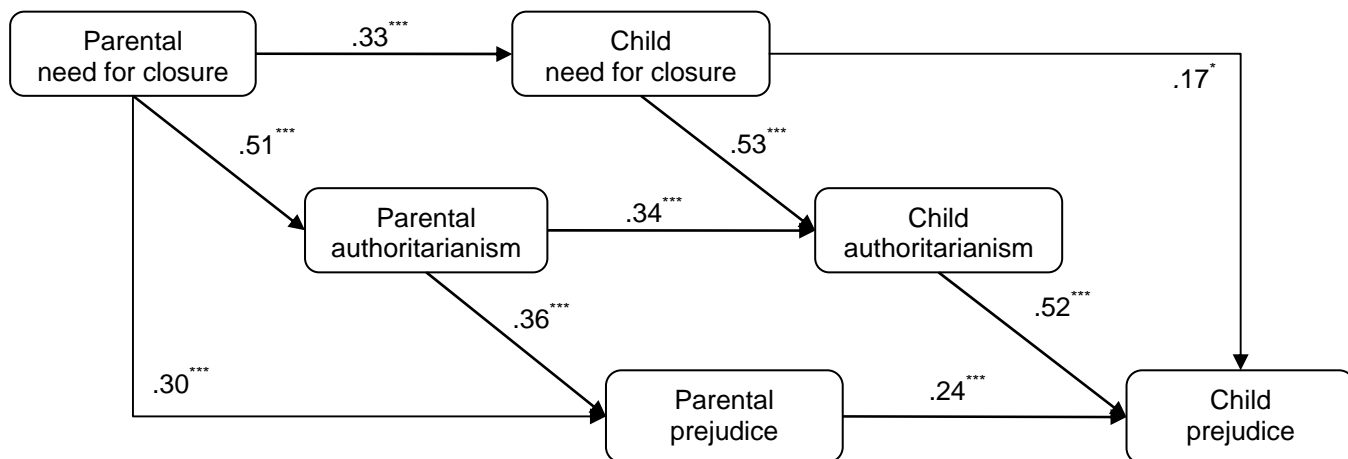 Parental
need for closure
.33***
Child
need for closure
.17*
.51***
.53***
Parental
authoritarianism
.34***
Child
authoritarianism
.36***
.52***
.30***
Parental
prejudice
.24***
Child
prejudice